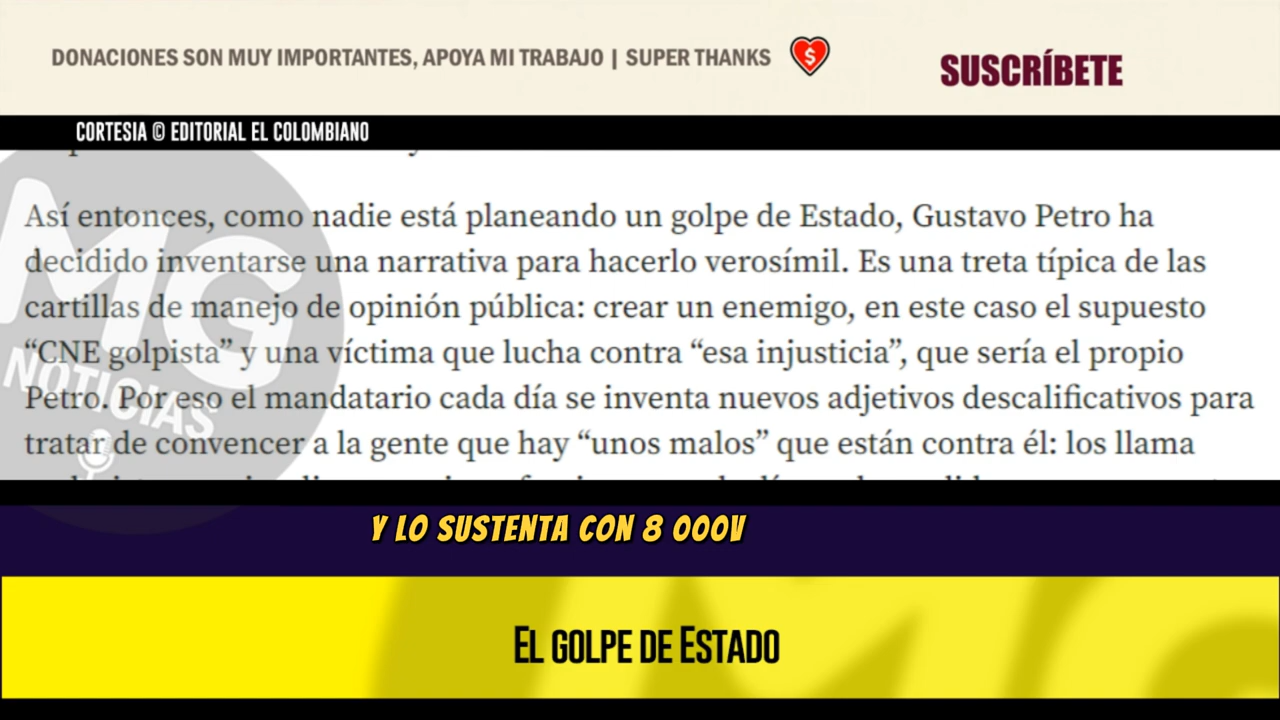 DONACIONES SON MUY IMPORTANTES, APOYA MI TRABAJO | SUPER THANKS
$
SUSCRÍBETE
CORTESIA © EDITORIAL EL COLOMBIANO
Así entonces, como nadie está planeando un golpe de Estado, Gustavo Petro ha
decidido inventarse una narrativa para hacerlo verosímil. Es una treta típica de las
cartillas de manejo de opinión pública: crear un enemigo, en este caso el supuesto
“CNE golpista” y una víctima que lucha contra “esa injusticia”, que sería el propio
Petro. Por eso el mandatario cada día se inventa nuevos adjetivos descalificativos para
tratar de convencer a la gente que hay “unos malos” que están contra él: los llama
MG
NOTICIAS
Y LO SUSTENTA CON 8 000V
EL GOLPE DE ESTADO